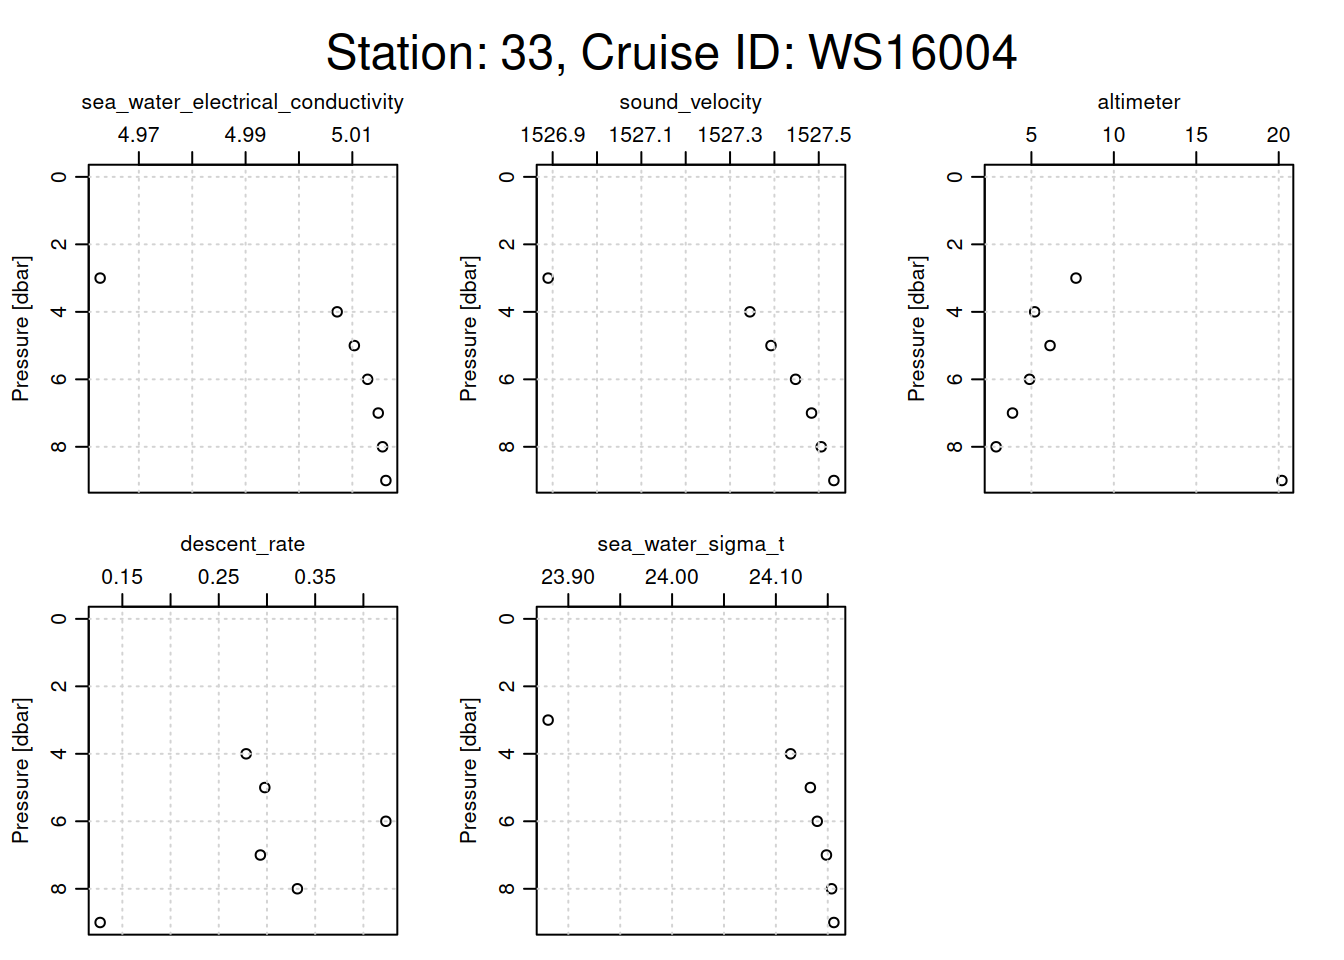 Station: 33, Cruise ID: WS16004
sea_water_electrical_conductivity
4.97 4.99 5.01
Pressure [dbar]
0
2
4
6
8
sound_velocity
1526.9 1527.1 1527.3 1527.5
Pressure [dbar]
0
2
4
6
8
altimeter
5 10 15 20
Pressure [dbar]
0
2
4
6
8
descent_rate
0.15 0.25 0.35
Pressure [dbar]
0
2
4
6
8
sea_water_sigma_t
23.90 24.00 24.10
Pressure [dbar]
0
2
4
6
8